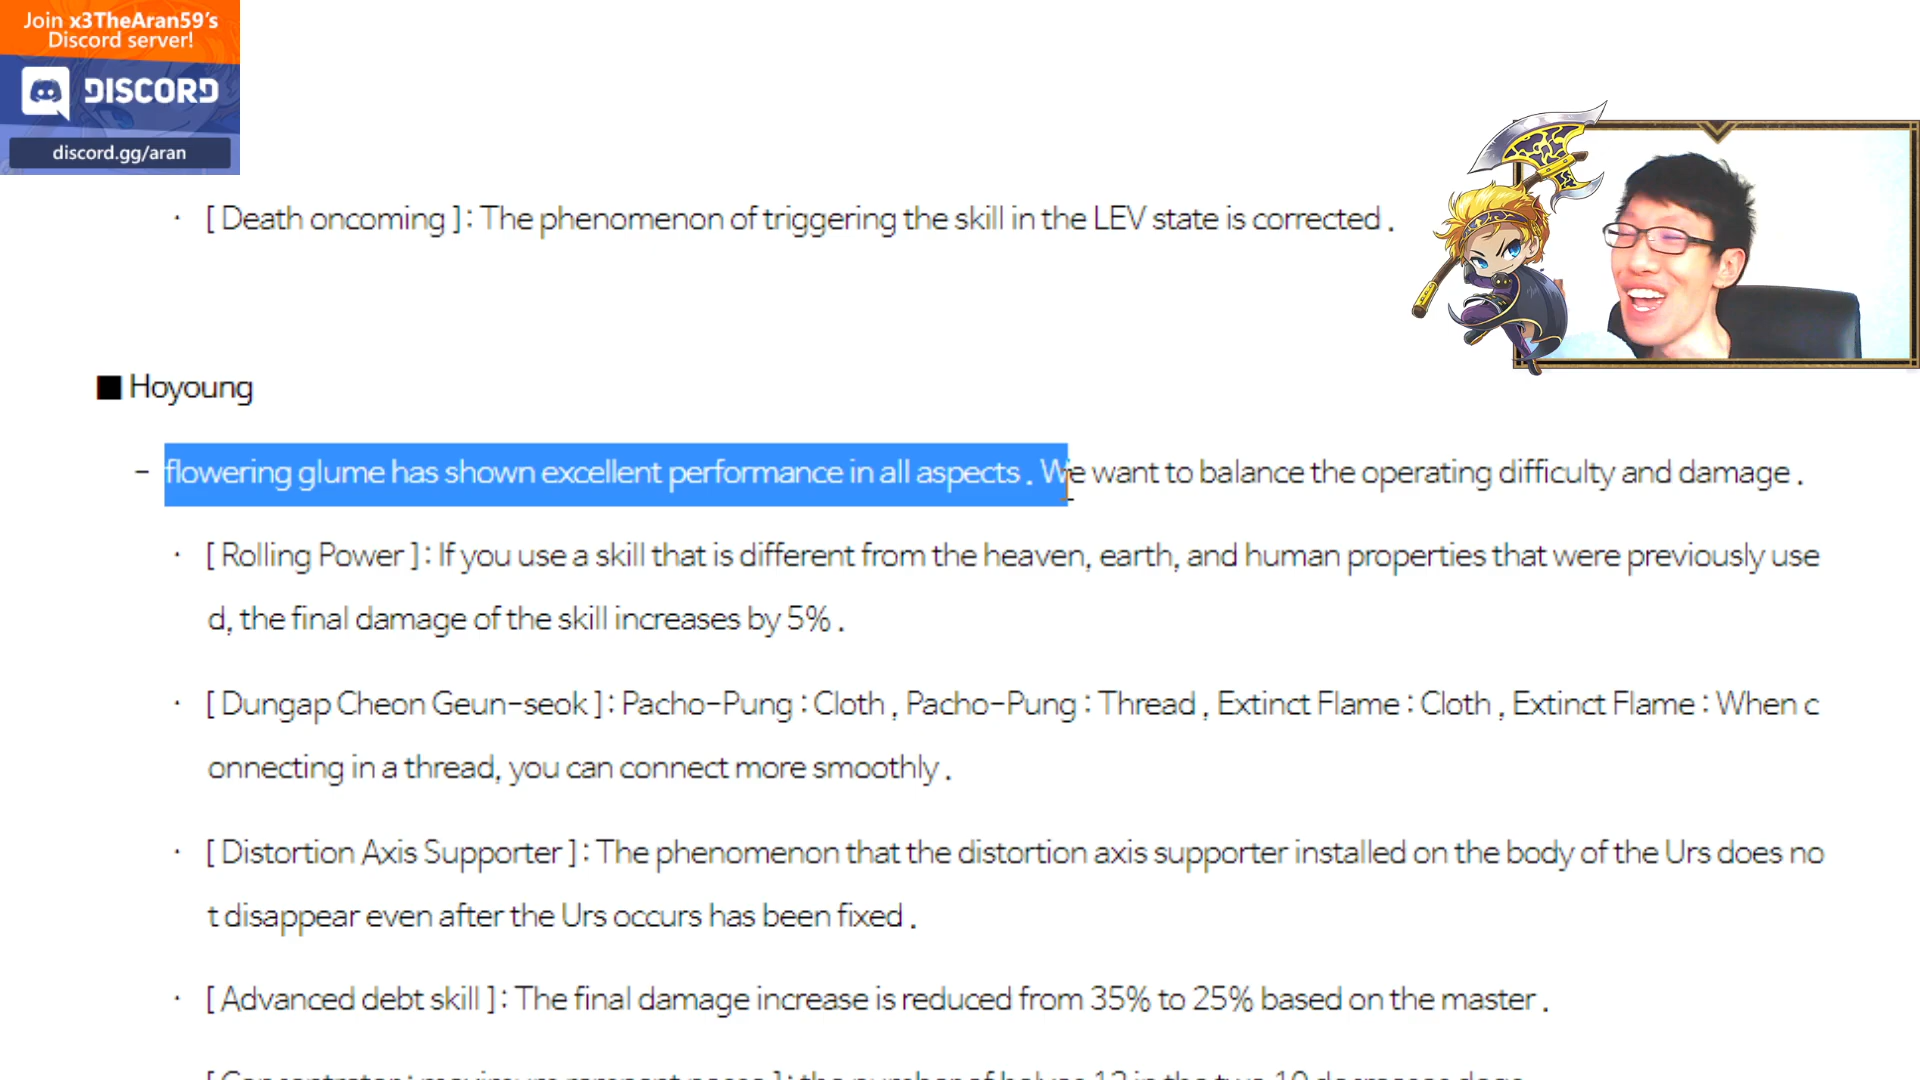 Join x3TheAran59's
Discord server!
DISCORD
discord.gg/aran
· [ Death oncoming ]: The phenomenon of triggering the skill in the LEV state is corrected .
■ Hoyoung
- flowering glume has shown excellent performance in all aspects . We want to balance the operating difficulty and damage .
· [ Rolling Power ]: If you use a skill that is different from the heaven, earth, and human properties that were previously use
d, the final damage of the skill increases by 5% .
· [ Dungap Cheon Geun-seok ]: Pacho-Pung : Cloth , Pacho-Pung : Thread , Extinct Flame : Cloth , Extinct Flame : When c
onnecting in a thread, you can connect more smoothly .
· [ Distortion Axis Supporter ]: The phenomenon that the distortion axis supporter installed on the body of the Urs does no
t disappear even after the Urs occurs has been fixed .
· [ Advanced debt skill ]: The final damage increase is reduced from 35% to 25% based on the master .